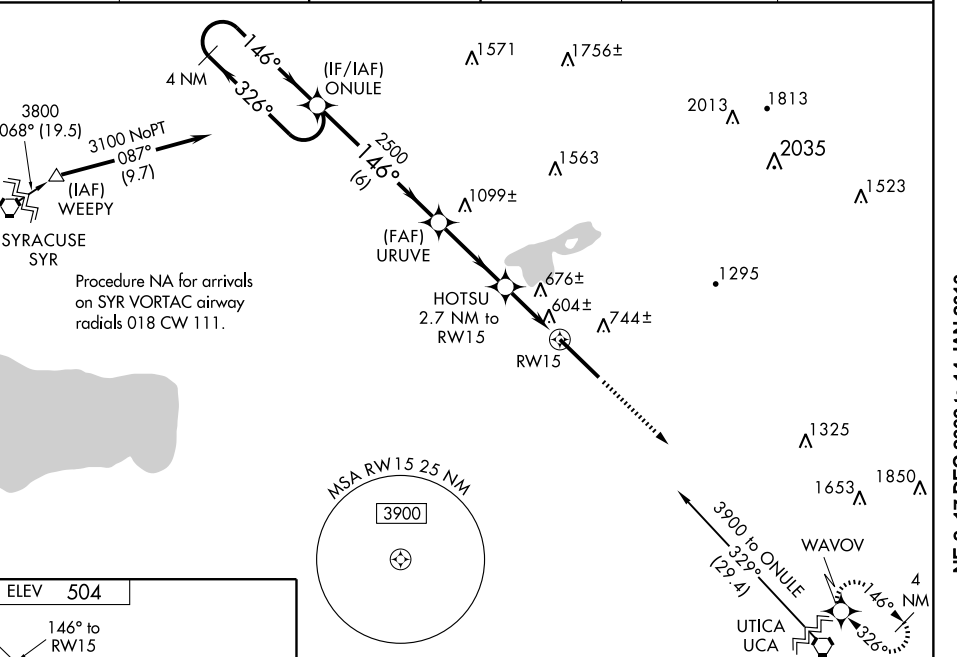 1571
1756±
146°
(IF/IAF)
ONULE
4 NM
326°
2013
1813
3800
068° (19.5)
3100 NoPT
087°
(9.7)
2500
146°
(6)
1563
2035
(IAF)
WEEPY
1099±
1523
SYRACUSE
SYR
(FAF)
URUVE
Procedure NA for arrivals
on SYR VORTAC airway
radials 018 CW 111.
676±
1295
HOTSU
2.7 NM to
RW15
604±
744±
RW15
1325
MSA RW15 25 NM
3900
1653
1850
3900 to ONULE
329°
(29.4)
WAVOV
4
NM
146°
326°
UTICA
UCA
ELEV 504
146° to
RW15